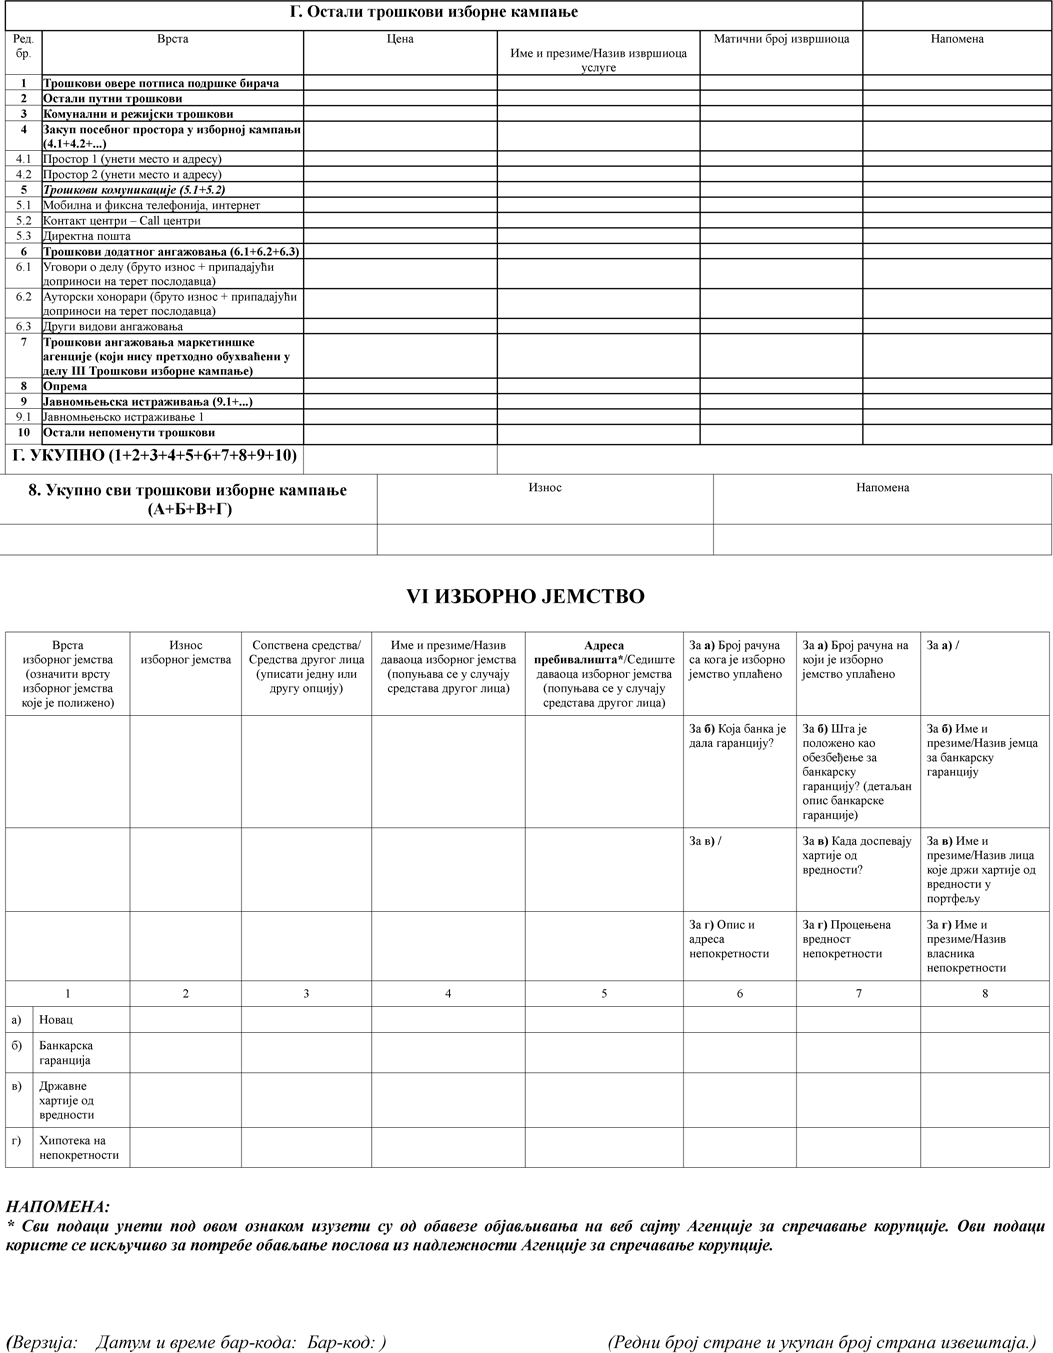 Г. Остали трошкови изборне кампање
Ред. бр.
Врста
Цена
Име и презиме/Назив извршиоца услуге
Матични број извршиоца
Напомена
1 Трошкови овере потписа подршке бирача
2 Остали путни трошкови
3 Комунални и режијски трошкови
4 Закуп посебног простора у изборној кампањи
(4.1+4.2+...)
4.1 Простор 1 (унети место и адресу)
4.2 Простор 2 (унети место и адресу)
5 Трошкови комуникације (5.1+5.2)
5.1 Мобилна и фиксна телефонија, интернет
5.2 Контакт центри – Call центри
5.3 Директна пошта
6 Трошкови додатног ангажовања (6.1+6.2+6.3)
6.1 Уговори о делу (бруто износ + припадајући
доприноси на терет послодавца)
6.2 Ауторски хонорари (бруто износ + припадајући
доприноси на терет послодавца)
6.3 Други видови ангажовања
7 Трошкови ангажовања маркетиншке
агенције (који нису претходно обухваћени у
делу III Трошкови изборне кампање)
8 Опрема
9 Јавномњењска истраживања (9.1+...)
9.1 Јавномњењско истраживање 1
10 Остали непоменути трошкови
Г. УКУПНО (1+2+3+4+5+6+7+8+9+10)
8. Укупно сви трошкови изборне кампање
(А+Б+В+Г)
Износ
Напомена
VI ИЗБОРНО ЈЕМСТВО
Врста
изборног јемства
(означити врсту
изборног јемства
које је полижено)
Износ
изборног јемства
Сопствена средства/
Средства другог лица
(уписати једну или
другу опцију)
Име и презиме/Назив
даваоца изборног јемства
(попуњава се у случају
средстава другог лица)
Адреса
пребивалишта*/Седиште
даваоца изборног јемства
(попуњава се у случају
средстава другог лица)
За а) Број рачуна
са кога је изборно
јемство уплаћено
За а) Број рачуна на
који је изборно
јемство уплаћено
За а) /
За б) Која банка је
дала гаранцију?
За б) Шта је
положено као
обезбеђење за
банкарску
гаранцију? (детаљан
опис банкарске
гаранције)
За б) Име и
презиме/Назив јемца
за банкарску
гаранцију
За в) /
За в) Када доспевају
хартије од
вредности?
За в) Име и
презиме/Назив лица
које држи хартије од
вредности у
портфељу
За г) Опис и
адреса
непокретности
За г) Процењена
вредност
непокретности
За г) Име и
презиме/Назив
власника
непокретности
1 2 3 4 5 6 7 8
а) Новац
б) Банкарска
гаранција
в) Државне
хартије од
вредности
г) Хипотека на
непокретности
НАПОМЕНА:
* Сви подаци унети под овом ознаком изузети су од обавезе објављивања на веб сајту Агенције за спречавање корупције. Ови подаци
користе се искључиво за потребе обављање послова из надлежности Агенције за спречавање корупције.
(Верзија: Датум и време бар-кода: Бар-код: )
(Редни број стране и укупан број страна извештаја.)